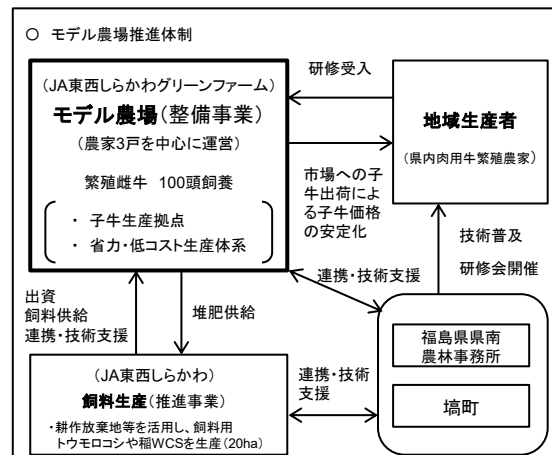 ○ モデル農場推進体制
(JA東西しらかわグリーンファーム)
モデル農場(整備事業)
(農家3戸を中心に運営)
繁殖雌牛 100頭飼養
・ 子牛生産拠点
・ 省力・低コスト生産体系
研修受入
地域生産者
(県内肉用牛繁殖農家)
市場への子
牛出荷によ
る子牛価格
の安定化
技術普及
研修会開催
連携・技術支援
出資
飼料供給
連携・技術支援
堆肥供給
福島県県南
農林事務所
塙町
(JA東西しらかわ)
飼料生産(推進事業)
・耕作放棄地等を活用し、飼料用
トウモロコシや稲WCSを生産(20ha)
連携・技術
支援